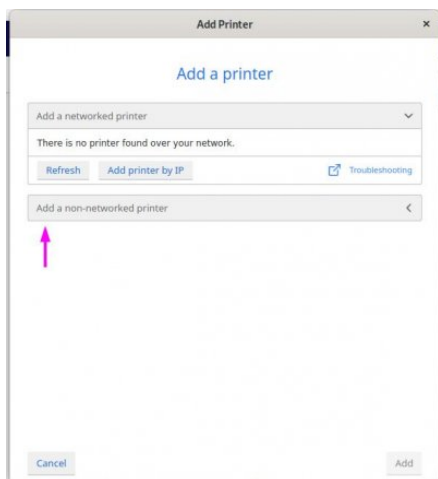 Add Printer
Add a printer
Add a networked printer
There is no printer found over your network.
Refresh Add printer by IP Troubleshooting
Add a non-networked printer
Cancel Add